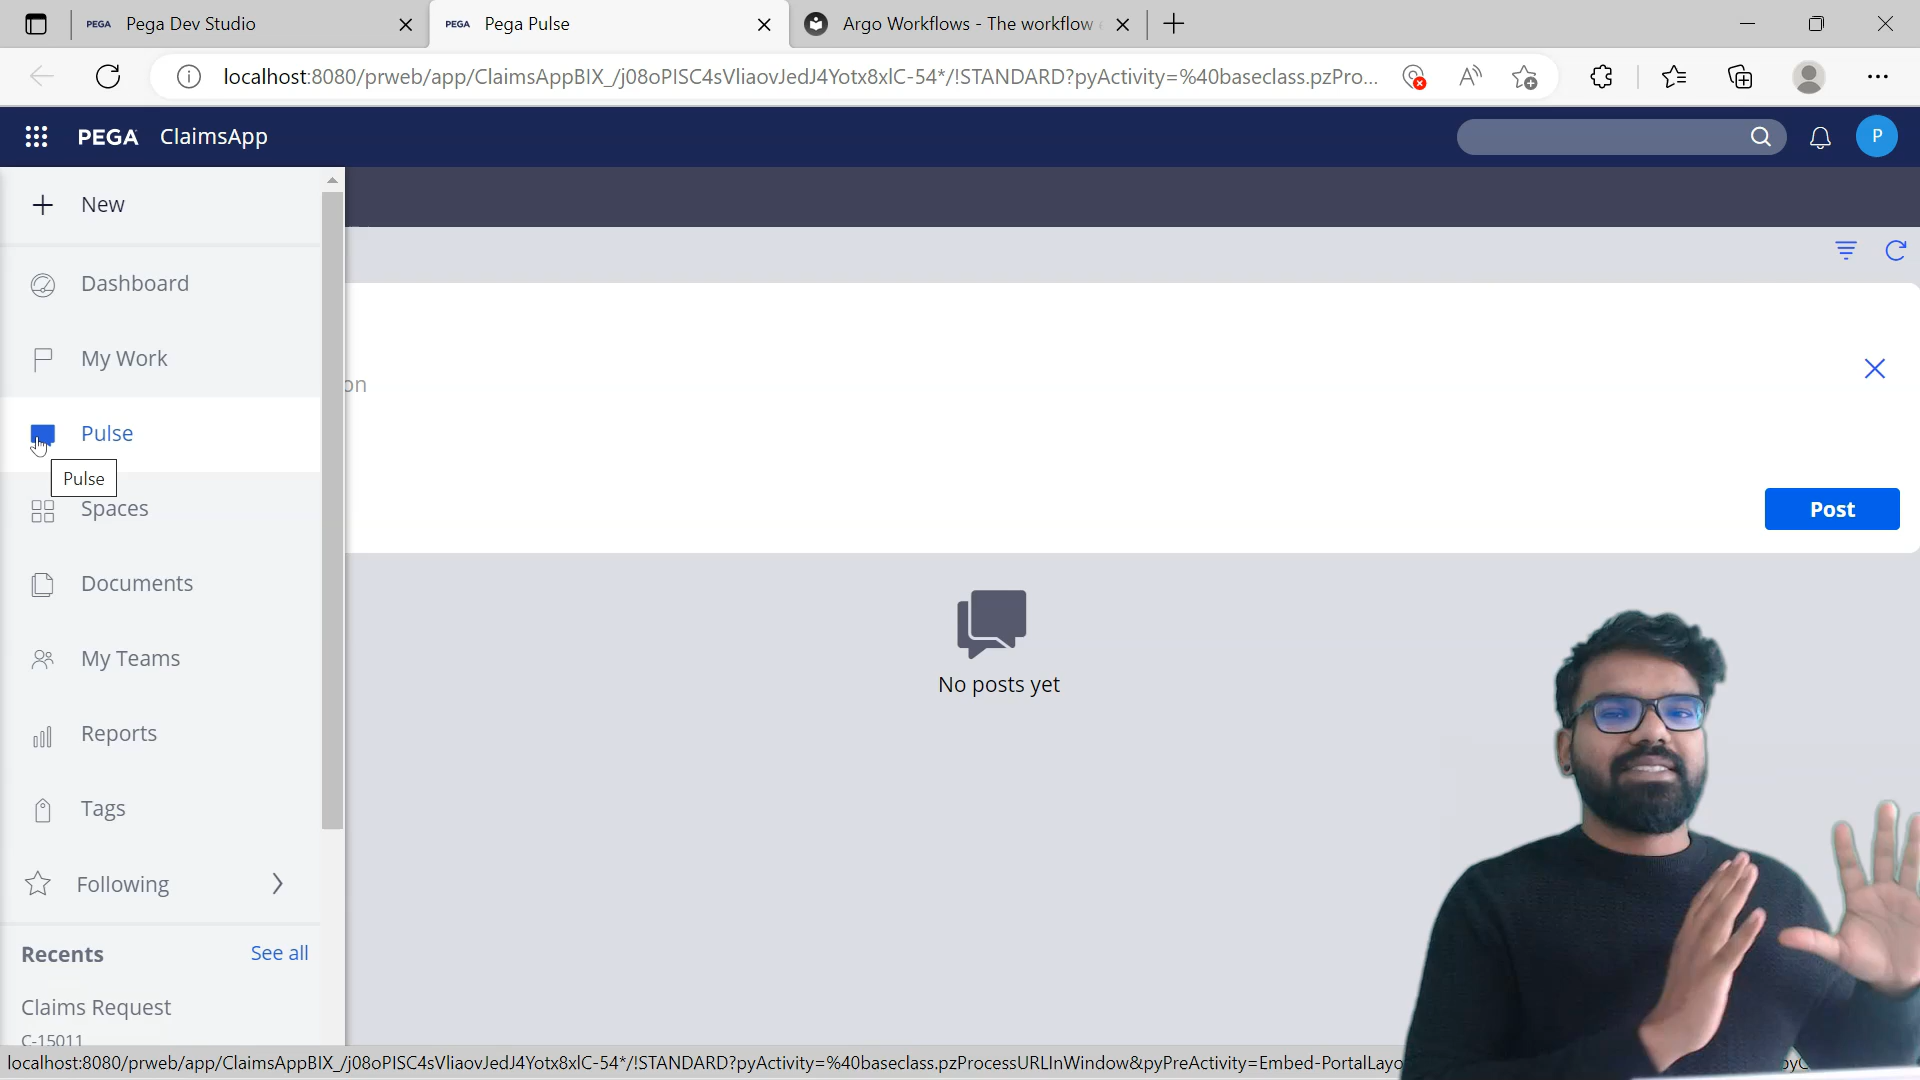 PEGA Pega Dev Studio
PEGA Pega Pulse
Argo Workflows - The workflow
localhost:8080/prweb/app/ClaimsAppBIX_/j08oPISC4sVliaovJedJ4Yotx8xlC-54*/!STANDARD?pyActivity=%40baseclass.pzPro...
PEGA ClaimsApp
P
New
Dashboard
My Work
on
Pulse
Pulse
Spaces
Post
Documents
My Teams
No posts yet
Reports
Tags
Following
Recents See all
Claims Request
C-15011
localhost:8080/prweb/app/ClaimsAppBIX_/j08oPISC4sVliaovJedJ4Yotx8xlC-54*/!STANDARD?pyActivity=%40baseclass.pzProcessURLInWindow&pyPreActivity=Embed-PortalLayo